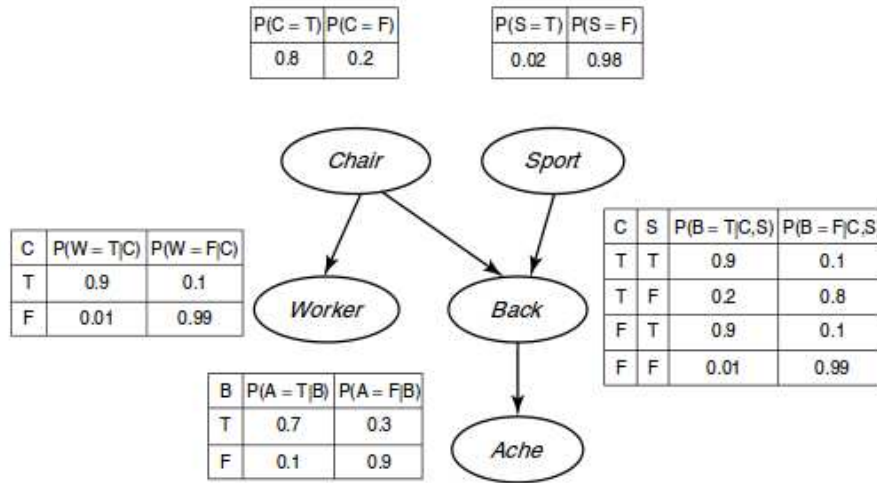 P(C = T) P(C = F)
0.8 0.2
P(S = T) P(S = F)
0.02 0.98
Chair
Sport
C P(W = T|C) P(W = F|C)
T 0.9 0.1
F 0.01 0.99
C S P(B = T|C,S) P(B = F|C,S)
T T 0.9 0.1
T F 0.2 0.8
F T 0.9 0.1
F F 0.01 0.99
Worker
Back
B P(A = T|B) P(A = F|B)
T 0.7 0.3
F 0.1 0.9
Ache